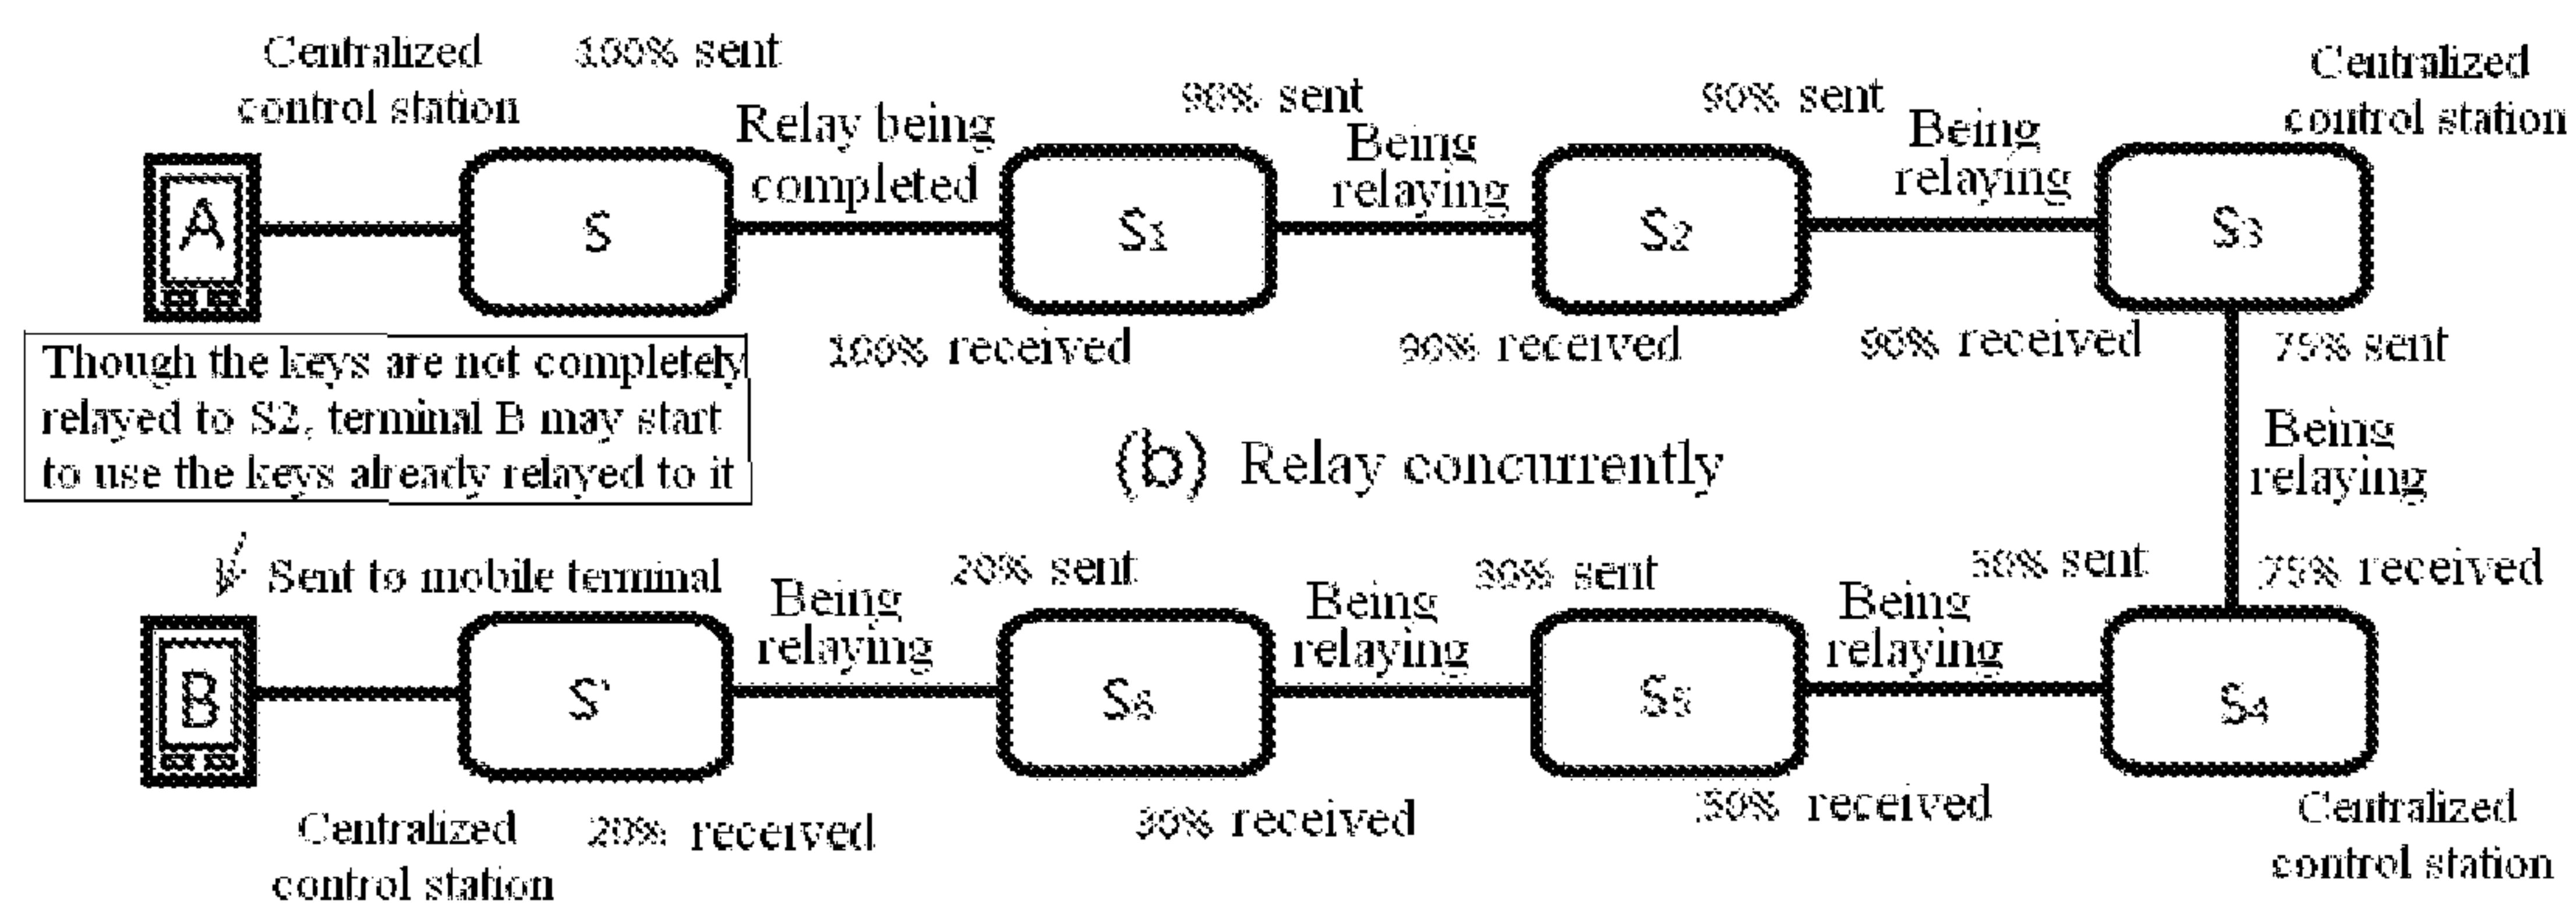 Centralized
control station
100% sent
Relay being
completed
90% sent
Being
relaying
90% sent
Being
relaying
Centralized
control station
A
S
S1
S2
S3
100% received
90% received
90% received
75% sent
Though the keys are not completely
relayed to S2, terminal B may start
to use the keys already relayed to it
(b) Relay concurrently
Being
relaying
Sent to mobile terminal
Being
relaying
20% sent
Being
relaying
30% sent
Being
relaying
50% sent
75% received
B
S'
S6
S5
S4
Centralized
control station
20% received
30% received
50% received
Centralized
control station